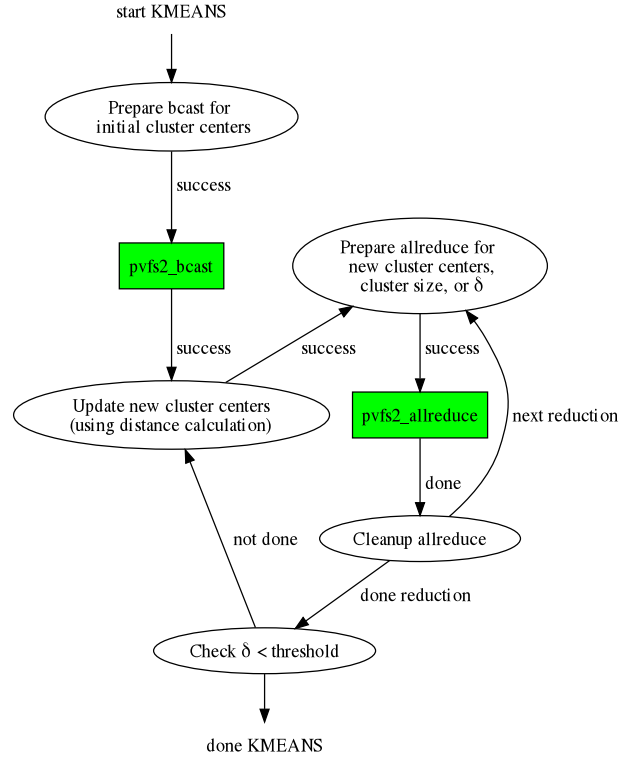 start KMEANS
Prepare bcast for
initial cluster centers
success
pvfs2_bcast
Prepare allreduce for
new cluster centers,
cluster size, or δ
success
success
success
Update new cluster centers
(using distance calculation)
pvfs2_allreduce
next reduction
done
not done
Cleanup allreduce
done reduction
Check δ < threshold
done KMEANS